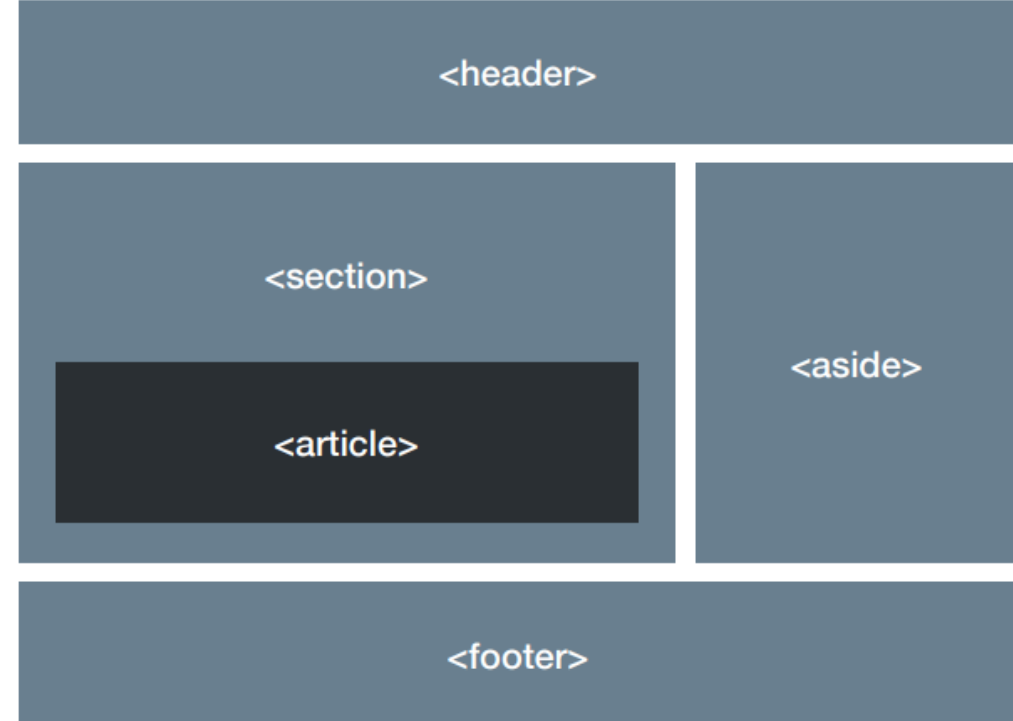 <header>
<section>
<article>
<aside>
<footer>